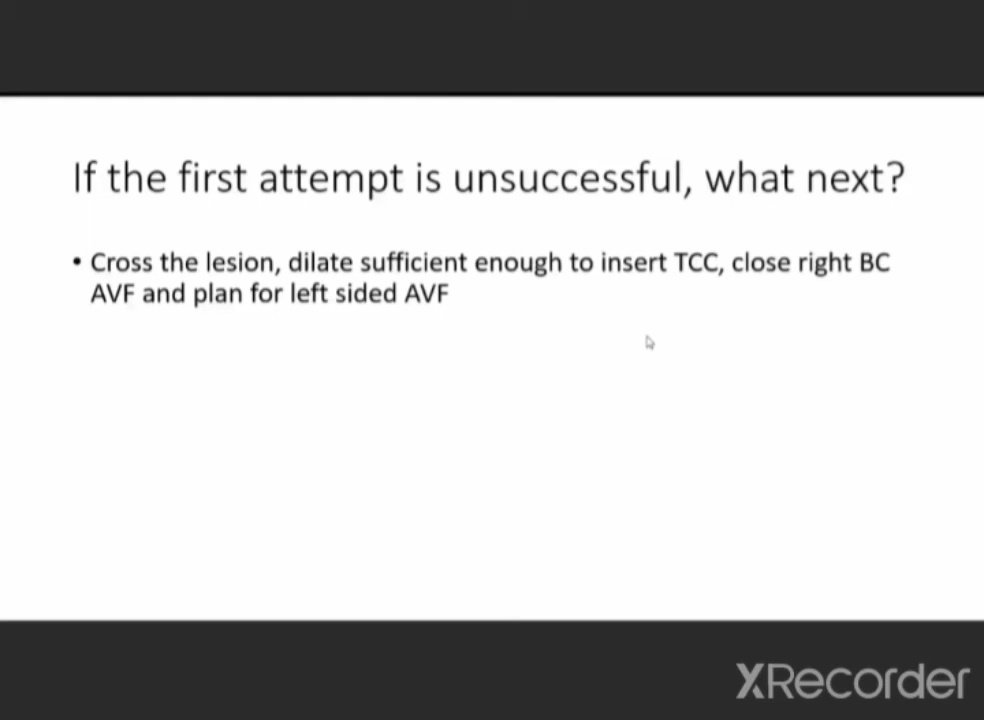 If the first attempt is unsuccessful, what next?
• Cross the lesion, dilate sufficient enough to insert TCC, close right BC
AVF and plan for left sided AVF
XRecorder